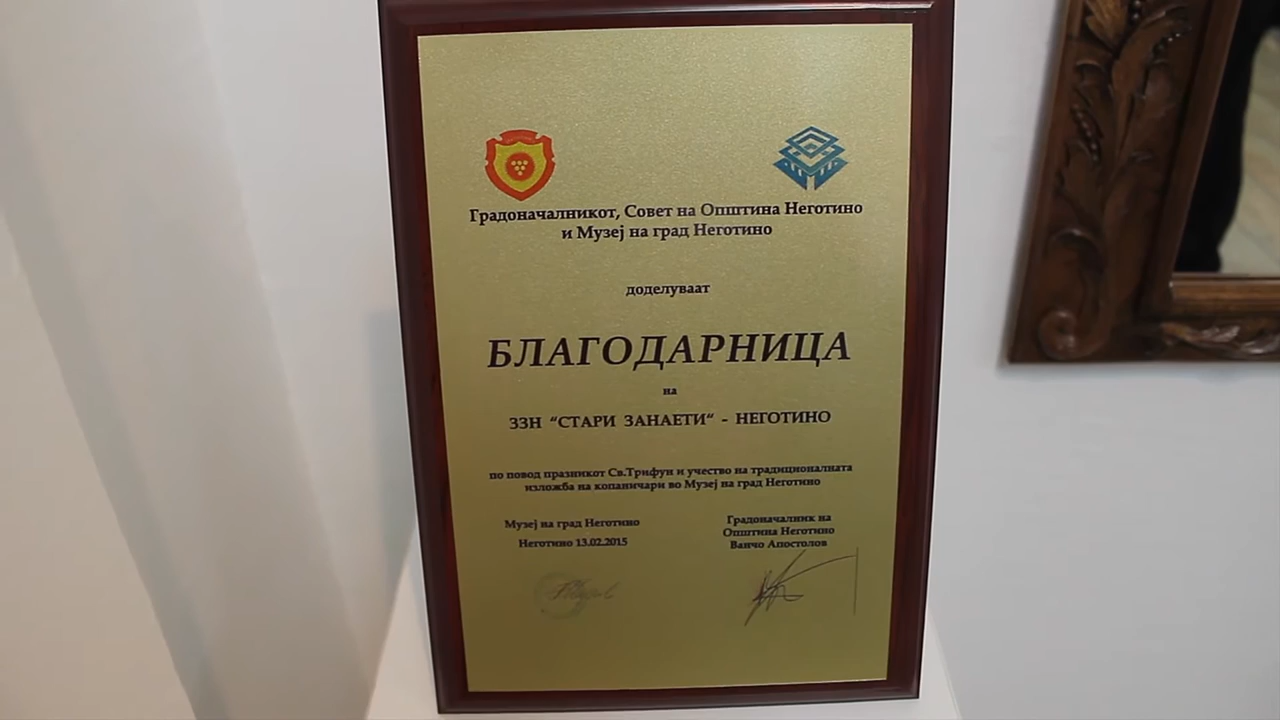 Градоначалникот, Совет на Општина Неготино
и Музеј на град Неготино
доделуваат
БЛАГОДАРНИЦА
на
ЗЗН “СТАРИ ЗАНАЕТИ“ - НЕГОТИНО
по повод празникот Св.Трифун и учество на традиционалната
изложба на копаничари во Музеј на град Неготино
Музеј на град Неготино
Неготино 13.02.2015
Градоначалник на
Општина Неготино
Ванчо Апостолов